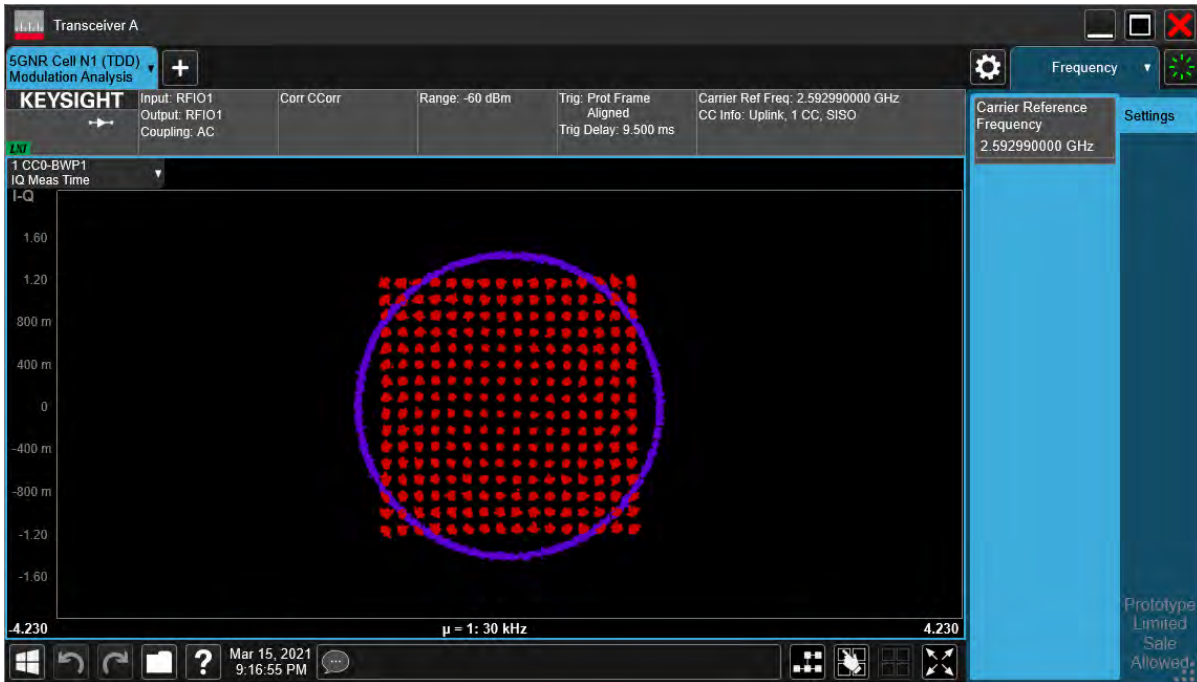 Transceiver A
5GNR Cell N1 (TDD)
Modulation Analysis
+
Frequency
KEYSIGHT
LXI
Input: RFIO1
Output: RFIO1
Coupling: AC
Corr CCorr
Range: -60 dBm
Trig: Prot Frame
Aligned
Trig Delay: 9.500 ms
Carrier Ref Freq: 2.592990000 GHz
CC Info: Uplink, 1 CC, SISO
Carrier Reference
Frequency
2.592990000 GHz
Settings
1 CC0-BWP1
IQ Meas Time
I-Q
1.60
1.20
800 m
400 m
0
-400 m
-800 m
-1.20
-1.60
-4.230
μ = 1: 30 kHz
4.230
Prototype
Limited
Sale
Allowed
?
Mar 15, 2021
9:16:55 PM